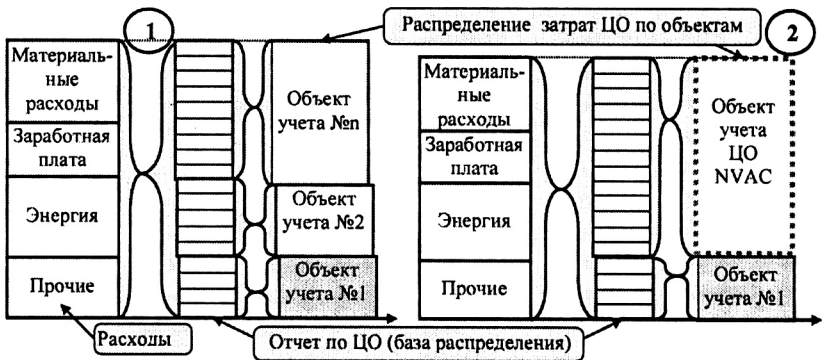 1
Распределение затрат ЦО по объектам
2
Материаль-
ные
расходы
Заработная
плата
Энергия
Прочие
Объект
учета №n
Объект
учета №2
Объект
учета №1
Материаль-
ные
расходы
Заработная
плата
Энергия
Прочие
Объект
учета
ЦО
NVAC
Объект
учета №1
Расходы
Отчет по ЦО (база распределения)